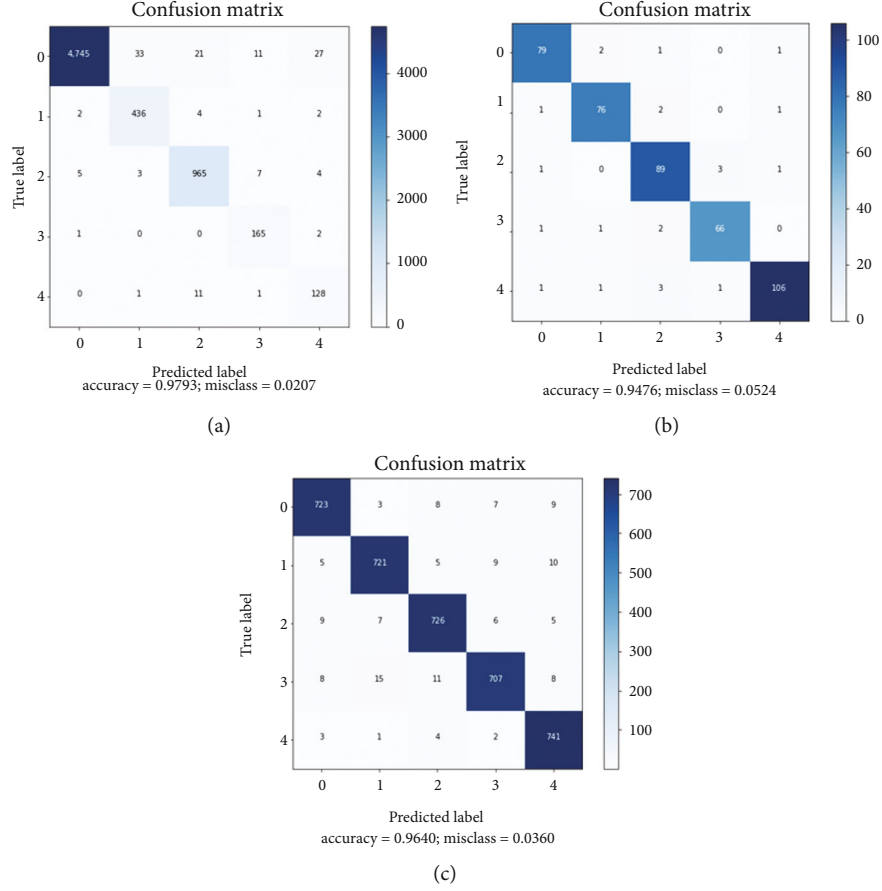 Confusion matrix
0 4,745 33 21 11 27
1 2 436 4 1 2
2 5 3 965 7 4
3 1 0 0 165 2
4 0 1 11 1 128
0 1 2 3 4
True label
Predicted label
accuracy = 0.9793; misclass = 0.0207
4000
3000
2000
1000
0
(a)
Confusion matrix
0 79 2 1 0 1
1 1 76 2 0 1
2 1 0 89 3 1
3 1 1 2 66 0
4 1 1 3 1 106
0 1 2 3 4
True label
Predicted label
accuracy = 0.9476; misclass = 0.0524
100
80
60
40
20
0
(b)
Confusion matrix
0 723 3 8 7 9
1 5 721 5 9 10
2 9 7 726 6 5
3 8 15 11 707 8
4 3 1 4 2 741
0 1 2 3 4
True label
Predicted label
accuracy = 0.9640; misclass = 0.0360
700
600
500
400
300
200
100
(c)